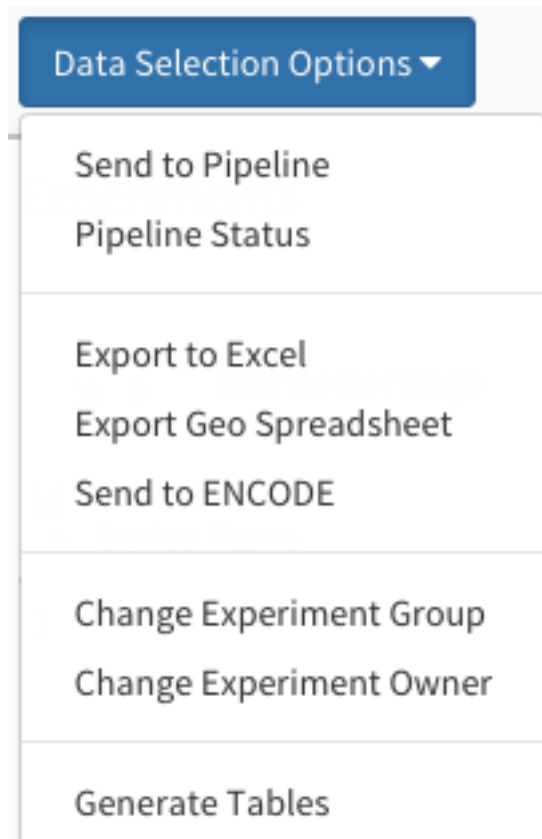 Data Selection Options
Send to Pipeline
Pipeline Status
Export to Excel
Export Geo Spreadsheet
Send to ENCODE
Change Experiment Group
Change Experiment Owner
Generate Tables